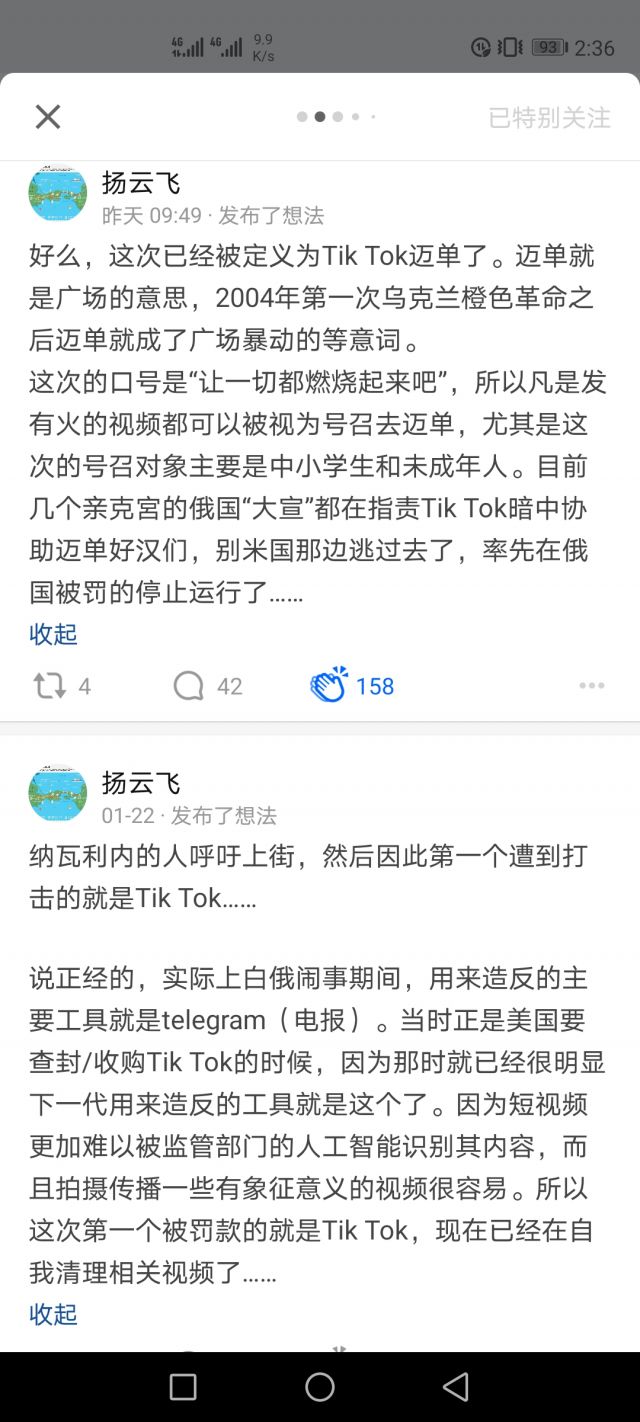 4G 4G 9.9 K/s 93 2:36
已特别关注
扬云飞
昨天 09:49 · 发布了想法
好么，这次已经被定义为Tik Tok迈单了。迈单就
是广场的意思，2004年第一次乌克兰橙色革命之
后迈单就成了广场暴动的等意词。
这次的口号是“让一切都燃烧起来吧”，所以凡是发
有火的视频都可以被视为号召去迈单，尤其是这
次的号召对象主要是中小学生和未成年人。目前
几个亲克宫的俄国“大宣”都在指责Tik Tok暗中协
助迈单好汉们，别米国那边逃过去了，率先在俄
国被罚的停止运行了......
收起
4 42 158
扬云飞
01-22 · 发布了想法
纳瓦利内的人呼吁上街，然后因此第一个遭到打
击的就是Tik Tok......
说正经的，实际上白俄闹事期间，用来造反的主
要工具就是telegram（电报）。当时正是美国要
查封/收购Tik Tok的时候，因为那时就已经很明显
下一代用来造反的工具就是这个了。因为短视频
更加难以被监管部门的人工智能识别其内容，而
且拍摄传播一些有象征意义的视频很容易。所以
这次第一个被罚款的就是Tik Tok，现在已经在自
我清理相关视频了......
收起